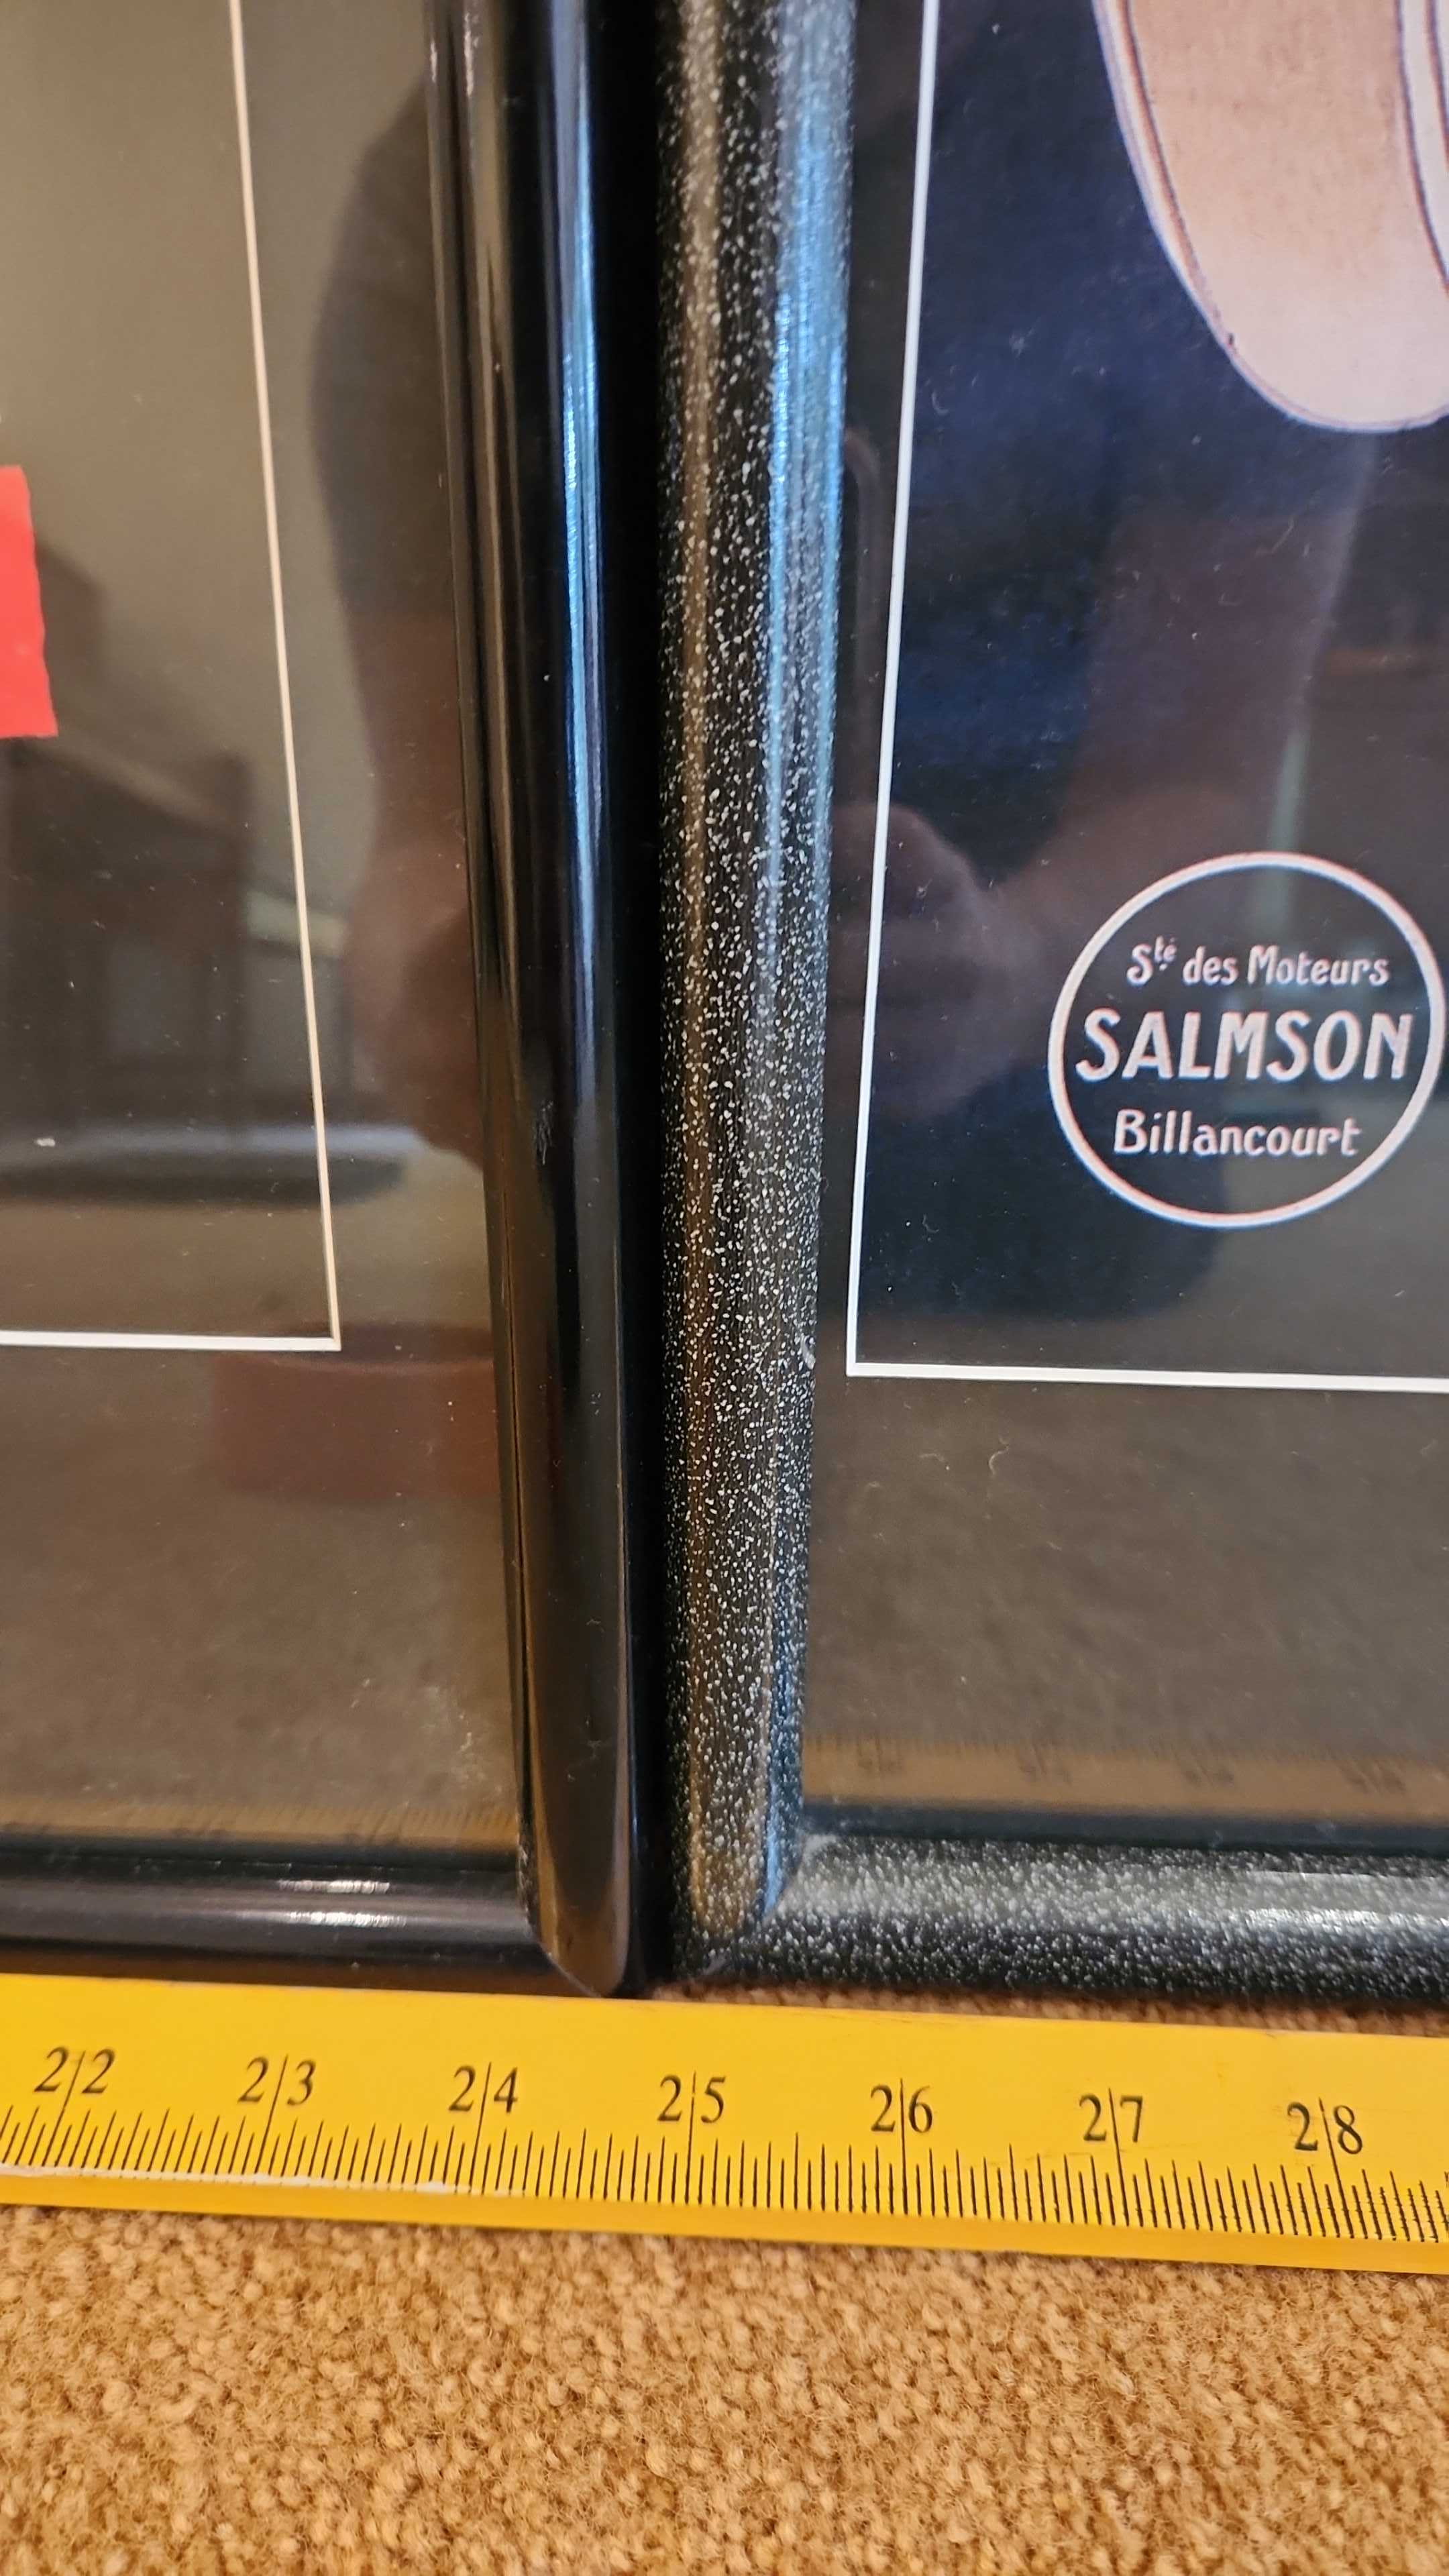 Sté des Moteurs
SALMSON
Billancourt
22 23 24 25 26 27 28